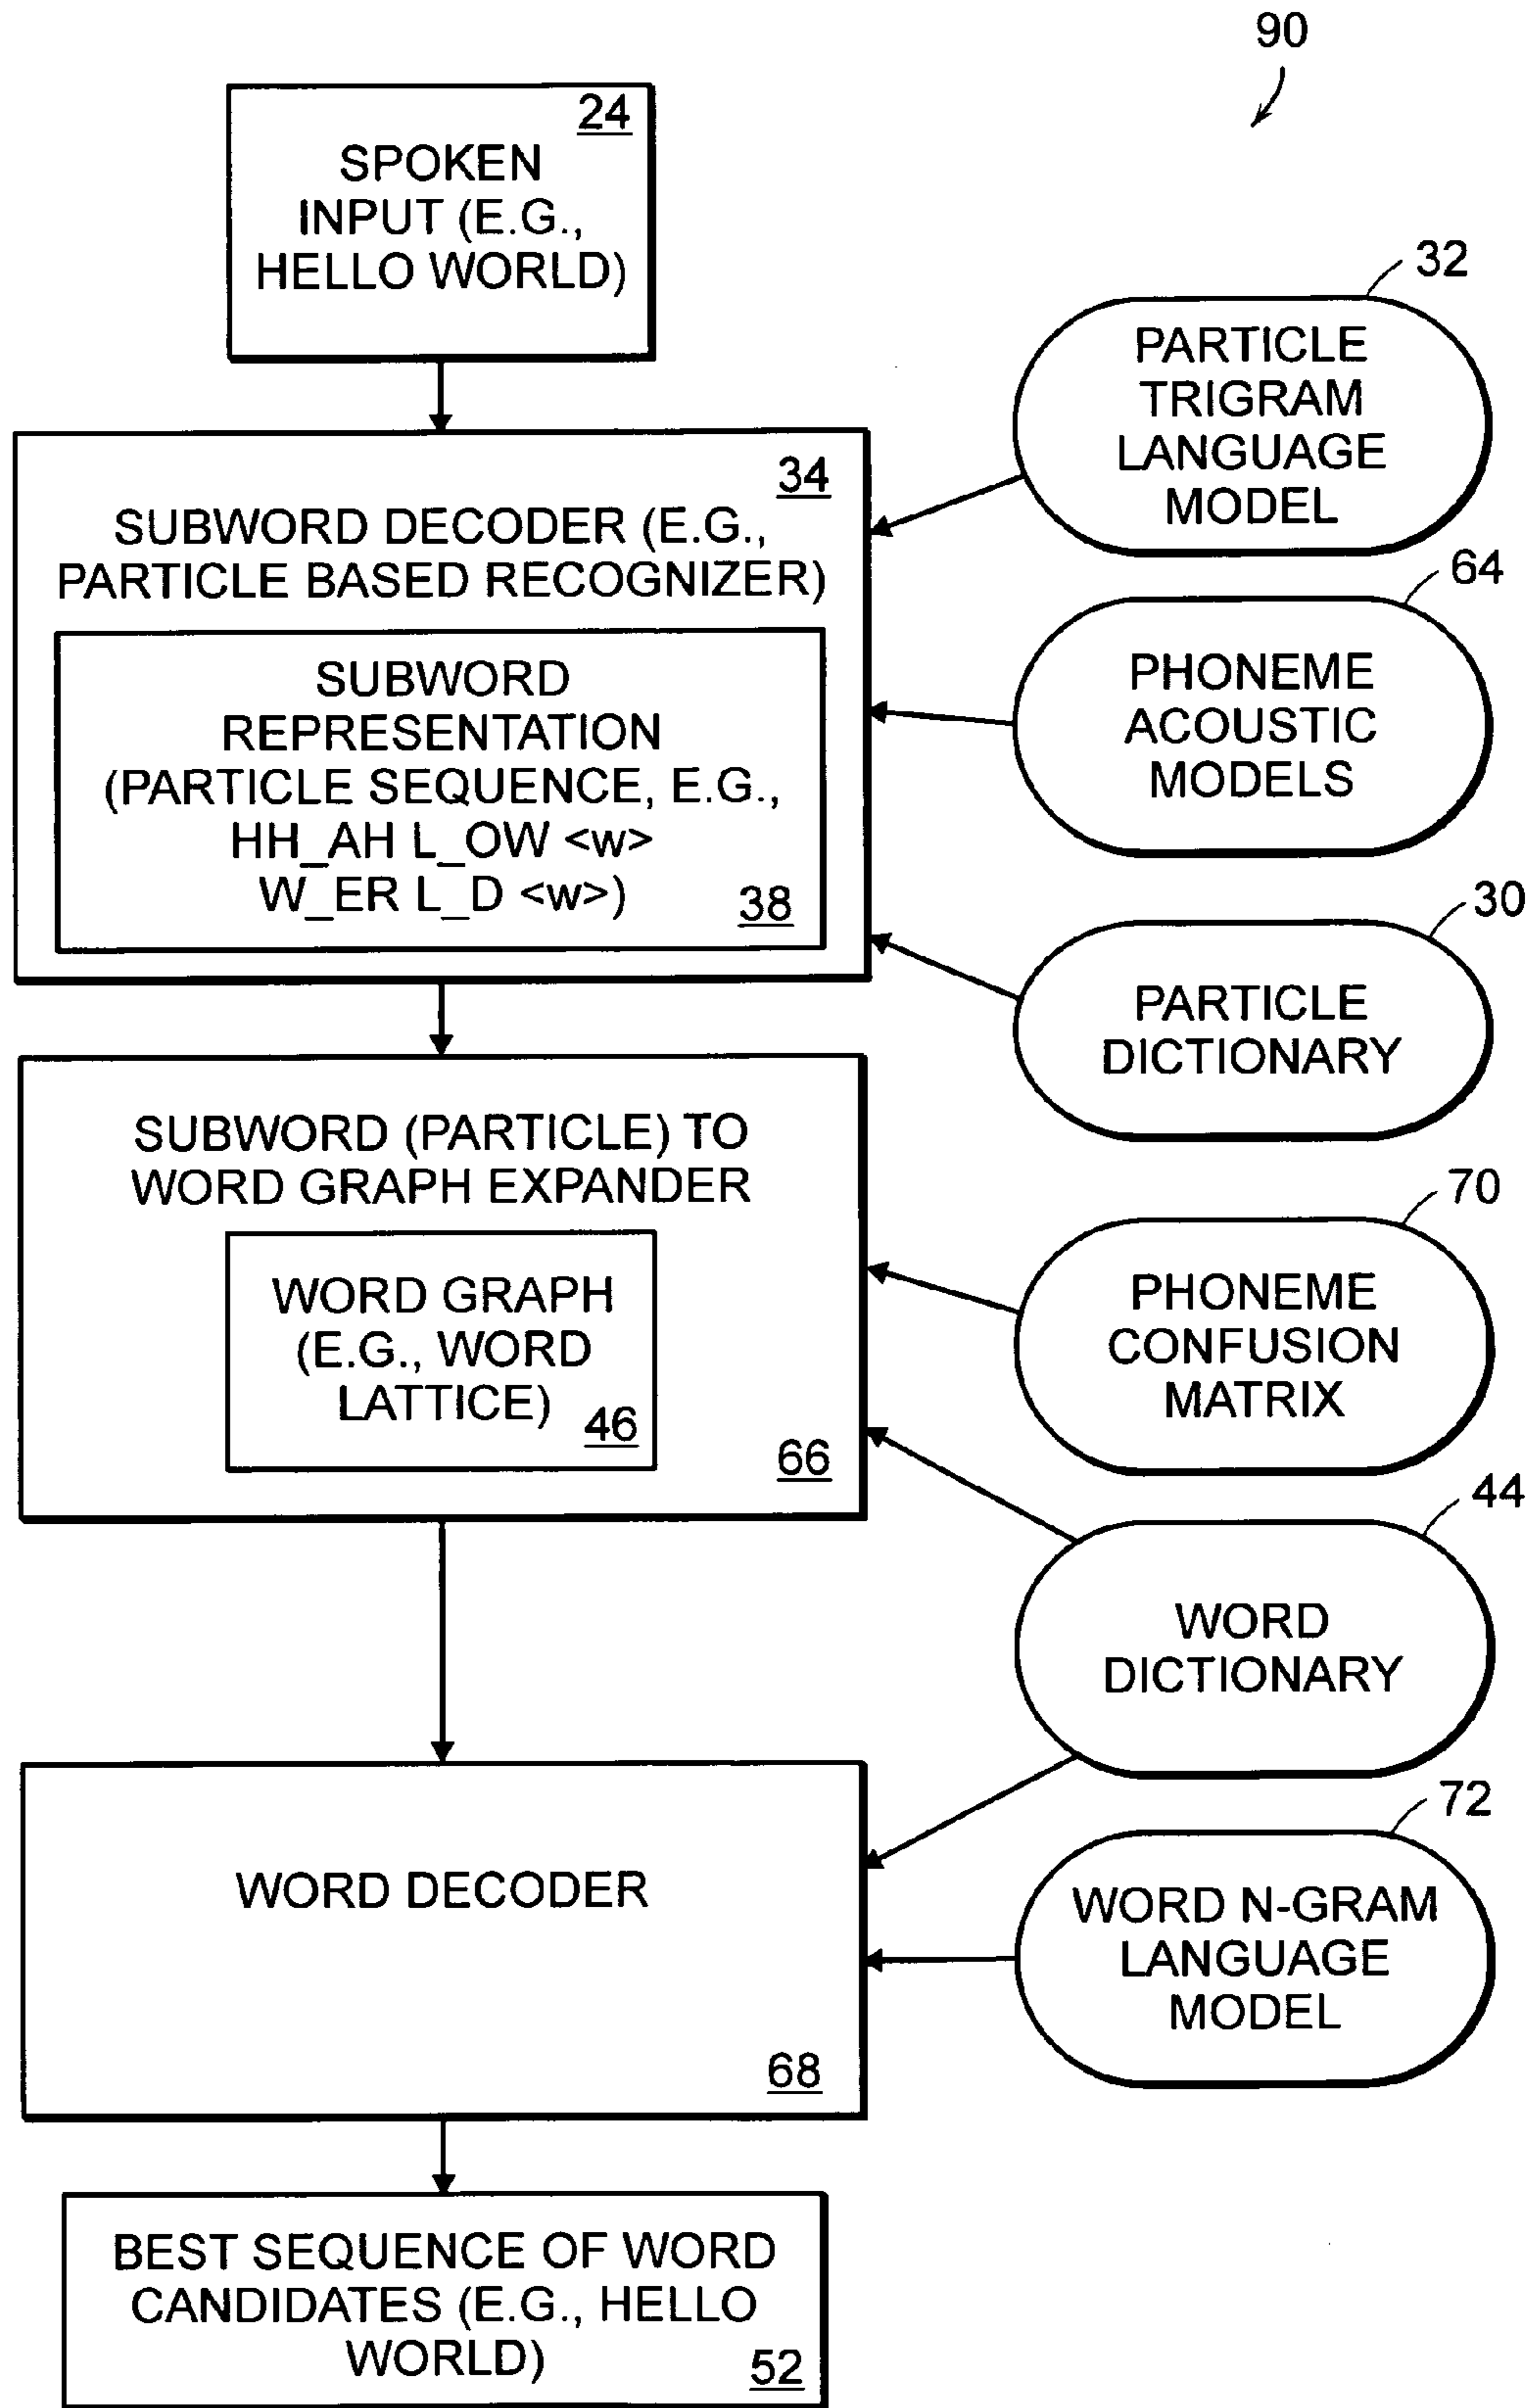 90
24
SPOKEN
INPUT (E.G.,
HELLO WORLD)
32
PARTICLE
TRIGRAM
LANGUAGE
MODEL
34
SUBWORD DECODER (E.G.,
PARTICLE BASED RECOGNIZER)
64
PHONEME
ACOUSTIC
MODELS
SUBWORD
REPRESENTATION
(PARTICLE SEQUENCE, E.G.,
HH_AH L_OW <w>
W_ER L_D <w>)
38
30
PARTICLE
DICTIONARY
SUBWORD (PARTICLE) TO
WORD GRAPH EXPANDER
70
PHONEME
CONFUSION
MATRIX
WORD GRAPH
(E.G., WORD
LATTICE)
46
66
44
WORD
DICTIONARY
72
WORD N-GRAM
LANGUAGE
MODEL
WORD DECODER
68
BEST SEQUENCE OF WORD
CANDIDATES (E.G., HELLO
WORLD)
52